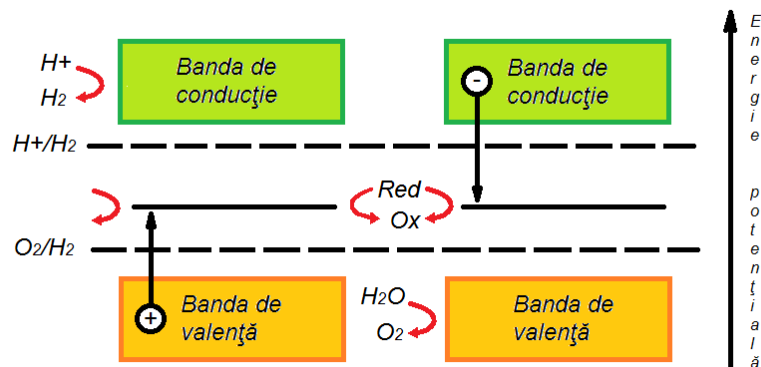 H+
H2
Banda de
conducţie
-
Banda de
conducţie
H+/H2
Red
Ox
O2/H2
+
Banda de
valenţă
H2O
O2
Banda de
valenţă
Energie potenţială